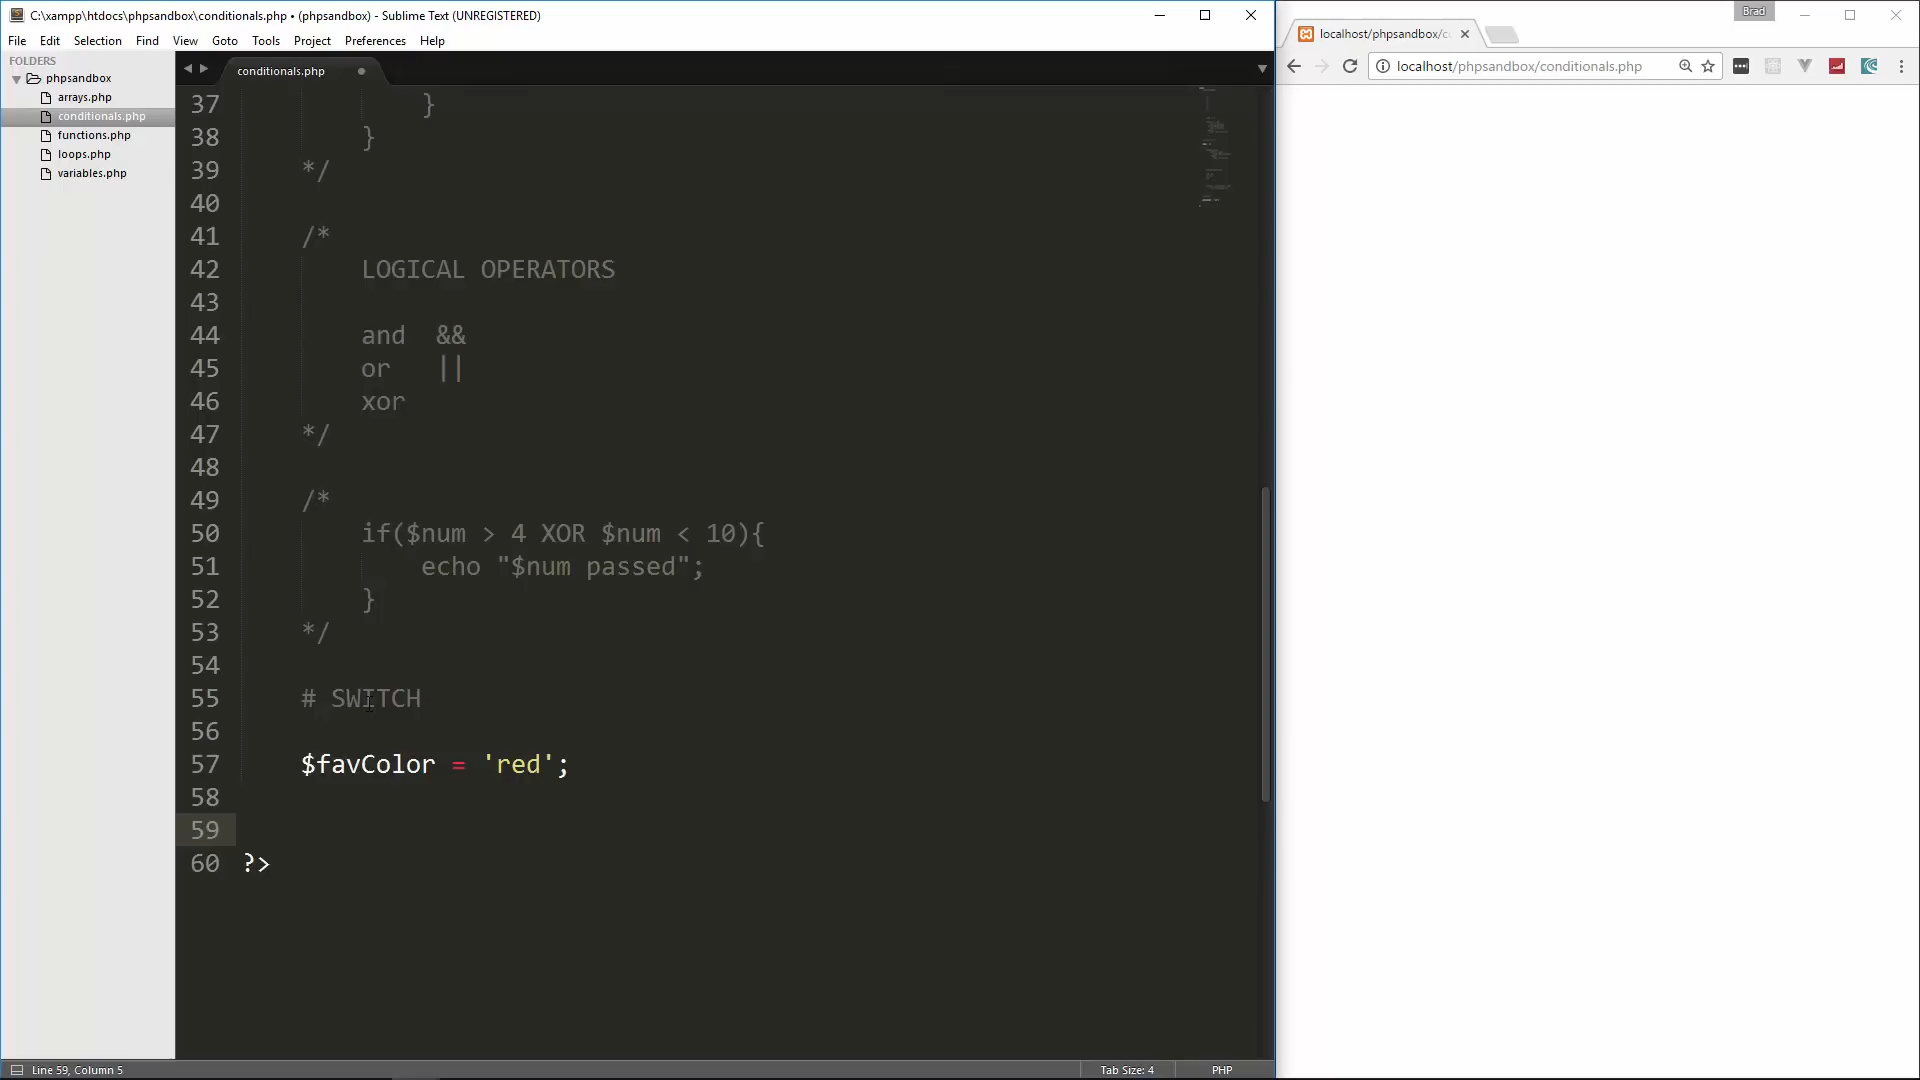 C:\xampp\htdocs\phpsandbox\conditionals.php • (phpsandbox) - Sublime Text (UNREGISTERED)
File Edit Selection Find View Goto Tools Project Preferences Help
FOLDERS
phpsandbox
arrays.php
conditionals.php
functions.php
loops.php
variables.php
conditionals.php
37 }
38 }
39 */
40
41 /*
42 LOGICAL OPERATORS
43
44 and &&
45 or ||
46 xor
47 */
48
49 /*
50 if($num > 4 XOR $num < 10){
51 echo "$num passed";
52 }
53 */
54
55 # SWITCH
56
57 $favColor = 'red';
58
59
60 ?>
Line 59, Column 5
Tab Size: 4
PHP
Brad
localhost/phpsandbox/c
localhost/phpsandbox/conditionals.php